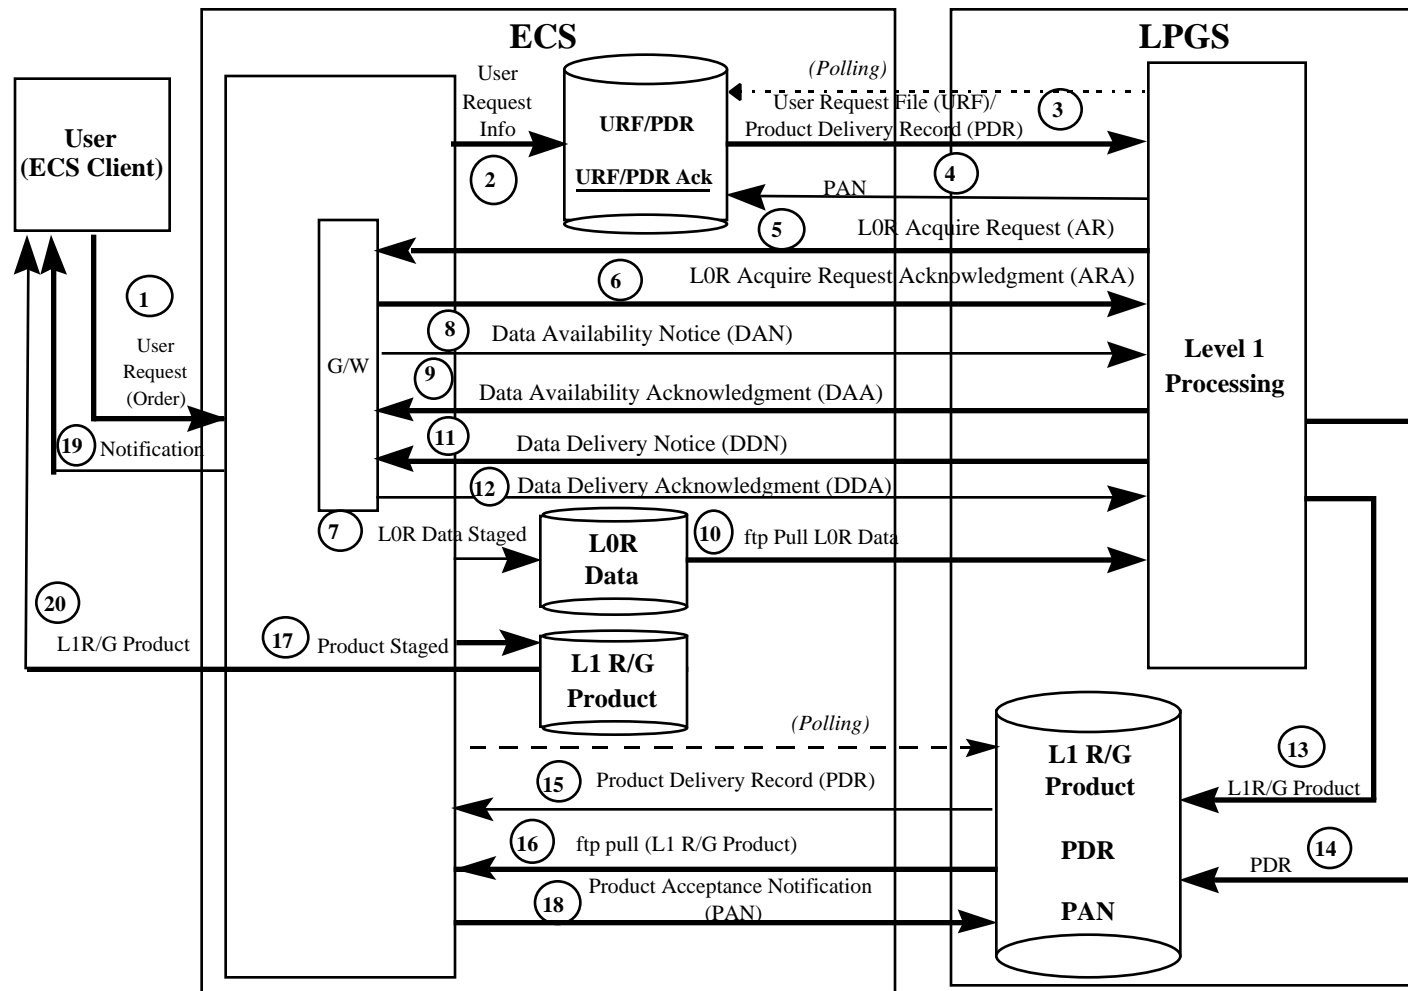 ECS
LPGS
User
(ECS Client)
User
Request
Info
2
URF/PDR
URF/PDR Ack
(Polling)
3
User Request File (URF)/
Product Delivery Record (PDR)
4
PAN
5
L0R Acquire Request (AR)
6
L0R Acquire Request Acknowledgment (ARA)
1
User
Request
(Order)
G/W
8
Data Availability Notice (DAN)
9
Data Availability Acknowledgment (DAA)
Level 1
Processing
11
Data Delivery Notice (DDN)
19
Notification
12
Data Delivery Acknowledgment (DDA)
7
L0R Data Staged
L0R
Data
10
ftp Pull L0R Data
20
L1R/G Product
17
Product Staged
L1 R/G
Product
(Polling)
15
Product Delivery Record (PDR)
16
ftp pull (L1 R/G Product)
18
Product Acceptance Notification
(PAN)
L1 R/G
Product
PDR
PAN
13
L1R/G Product
14
PDR